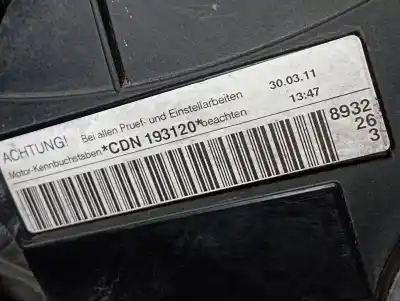 ACHTUNG! Bei allen Pruef- und Einstellarbeiten 30.03.11
Motor-Kennbuchstaben *CDN 193120* beachten 13:47
8932
26
3